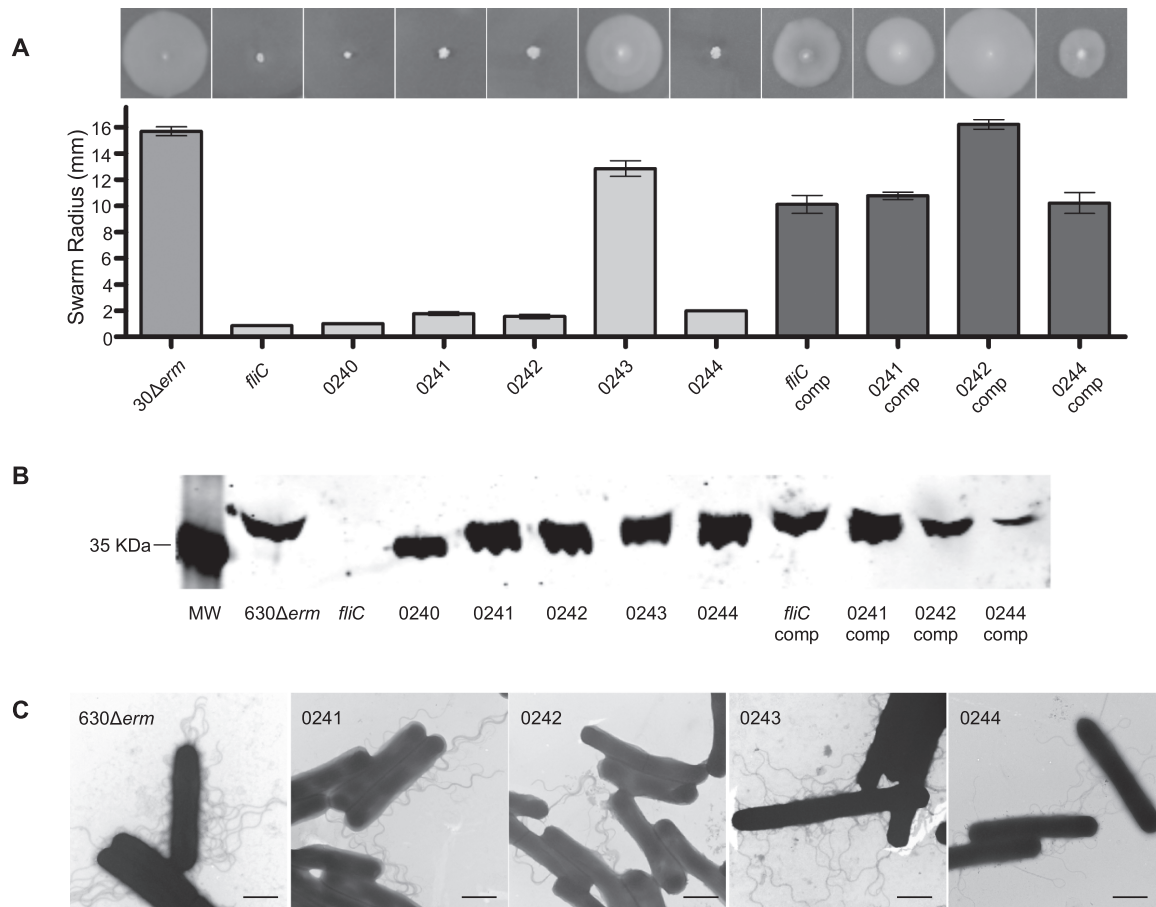 A
Swarm Radius (mm)
16
14
12
10
8
6
4
2
0
30Δerm
fliC
0240
0241
0242
0243
0244
fliC comp
0241 comp
0242 comp
0244 comp
B
35 KDa
MW 630Δerm fliC 0240 0241 0242 0243 0244 fliC comp 0241 comp 0242 comp 0244 comp
C
630Δerm
0241
0242
0243
0244